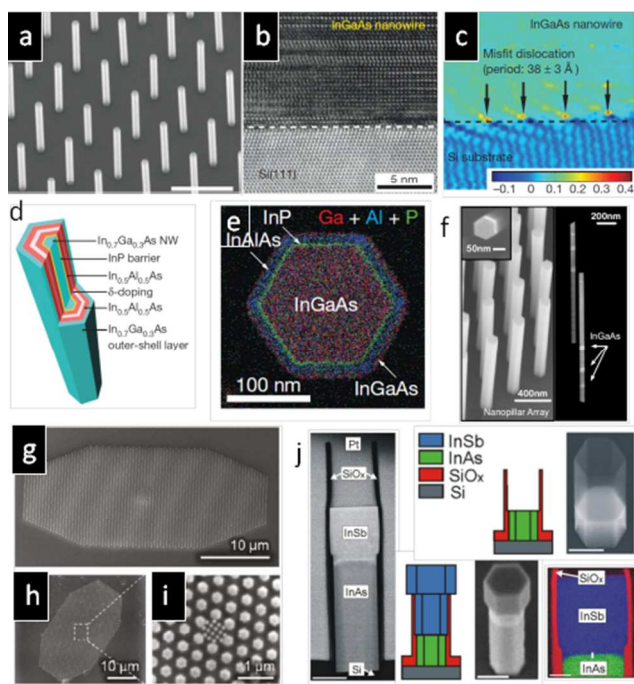 a
b
InGaAs nanowire
Si(111)
5 nm
c
InGaAs nanowire
Misfit dislocation
(period: 38 ± 3 Å)
Si substrate
−0.1 0 0.1 0.2 0.3 0.4
d
In0.7Ga0.3As NW
InP barrier
In0.5Al0.5As
δ-doping
In0.5Al0.5As
In0.7Ga0.3As
outer-shell layer
e
InP
Ga + Al + P
InAlAs
InGaAs
100 nm
InGaAs
f
50nm
200nm
InGaAs
400nm
Nanopillar Array
g
10 µm
h
10 µm
i
1 µm
j
Pt
SiOx
InSb
InAs
Si
InSb
InAs
SiOx
Si
SiOx
InSb
InAs